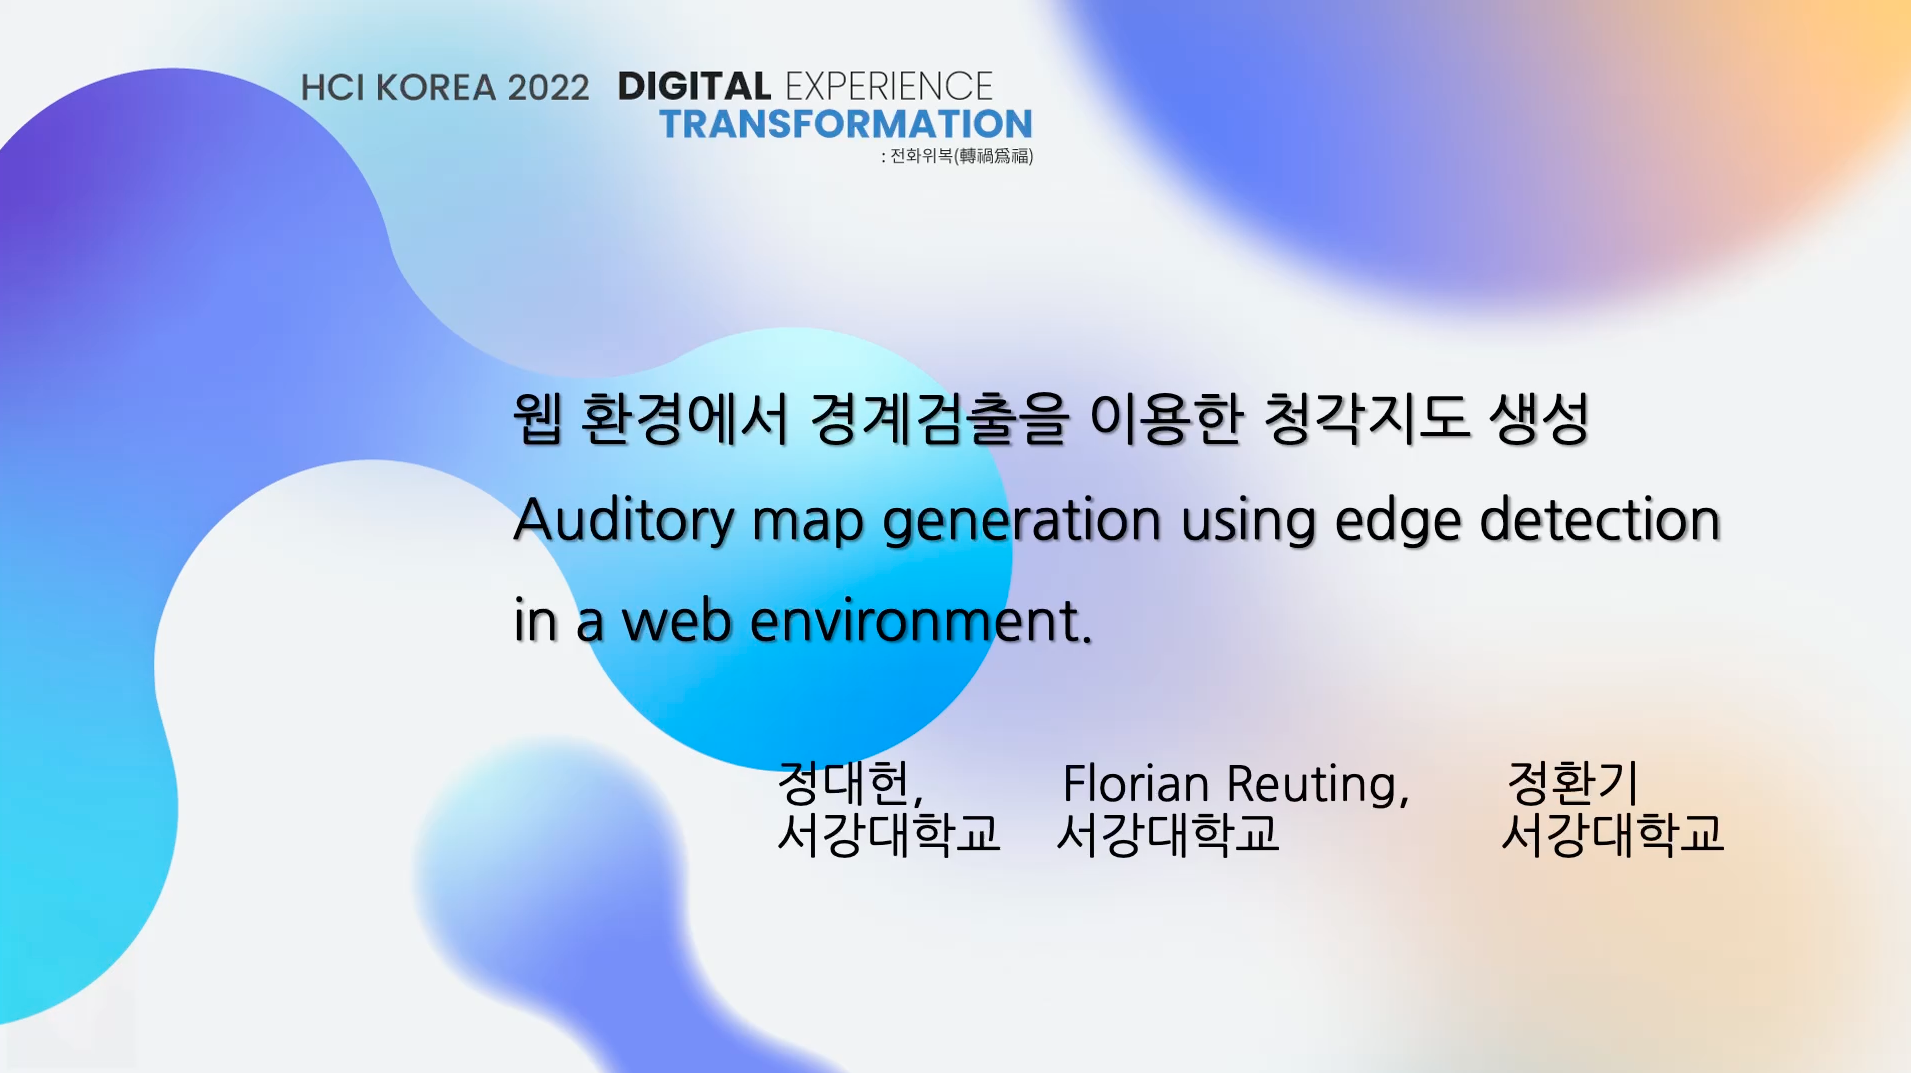 HCI KOREA 2022 DIGITAL EXPERIENCE
TRANSFORMATION
: 전화위복(轉禍爲福)
웹 환경에서 경계검출을 이용한 청각지도 생성
Auditory map generation using edge detection
in a web environment.
정대헌, Florian Reuting, 정환기
서강대학교 서강대학교 서강대학교